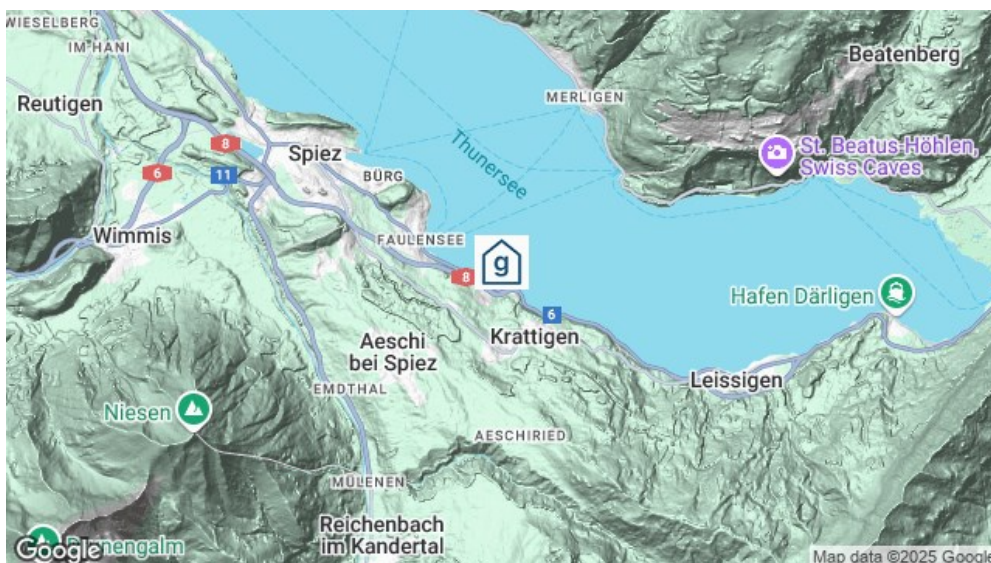 WIESELBERG
IM HANI
Reutigen
8
6
11
Spiez
BÜRG
Wimmis
FAULENSEE
Thunersee
MERLIGEN
Beatenberg
St. Beatus Höhlen,
Swiss Caves
g
8
6
Krattigen
Hafen Därligen
Leissigen
Aeschi
bei Spiez
EMDTHAL
Niesen
AESCHIRIED
MÜLENEN
Reichenbach
im Kandertal
Google
Map data ©2025 Google